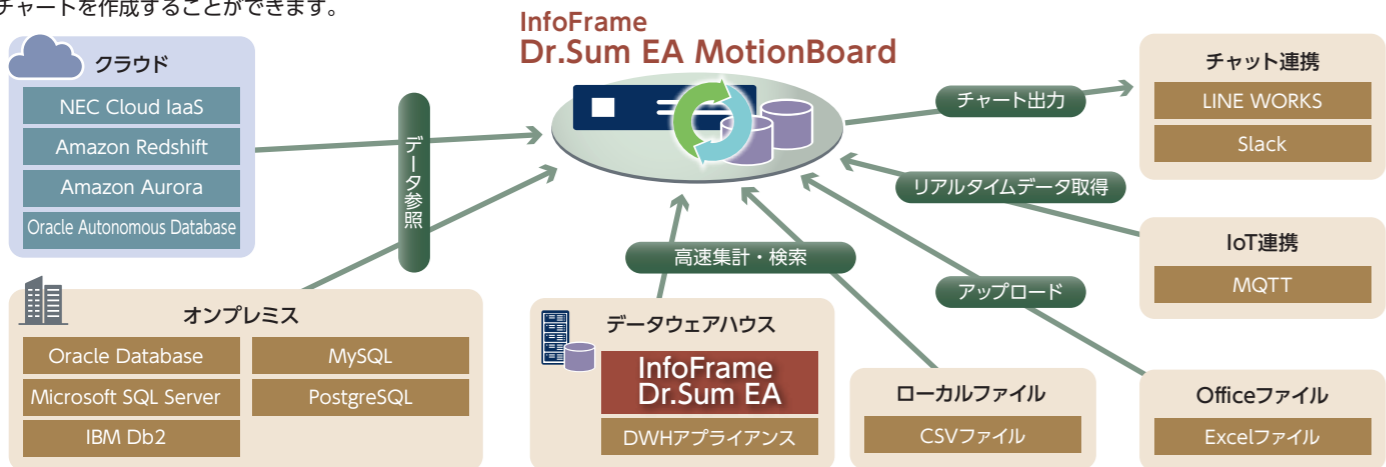 チャートを作成することができます。
InfoFrame
Dr.Sum EA MotionBoard
クラウド
NEC Cloud IaaS
Amazon Redshift
Amazon Aurora
Oracle Autonomous Database
データ参照
チャート出力
チャット連携
LINE WORKS
Slack
リアルタイムデータ取得
IoT連携
MQTT
高速集計・検索
アップロード
オンプレミス
Oracle Database
MySQL
Microsoft SQL Server
PostgreSQL
IBM Db2
データウェアハウス
InfoFrame
Dr.Sum EA
DWHアプライアンス
ローカルファイル
CSVファイル
Officeファイル
Excelファイル